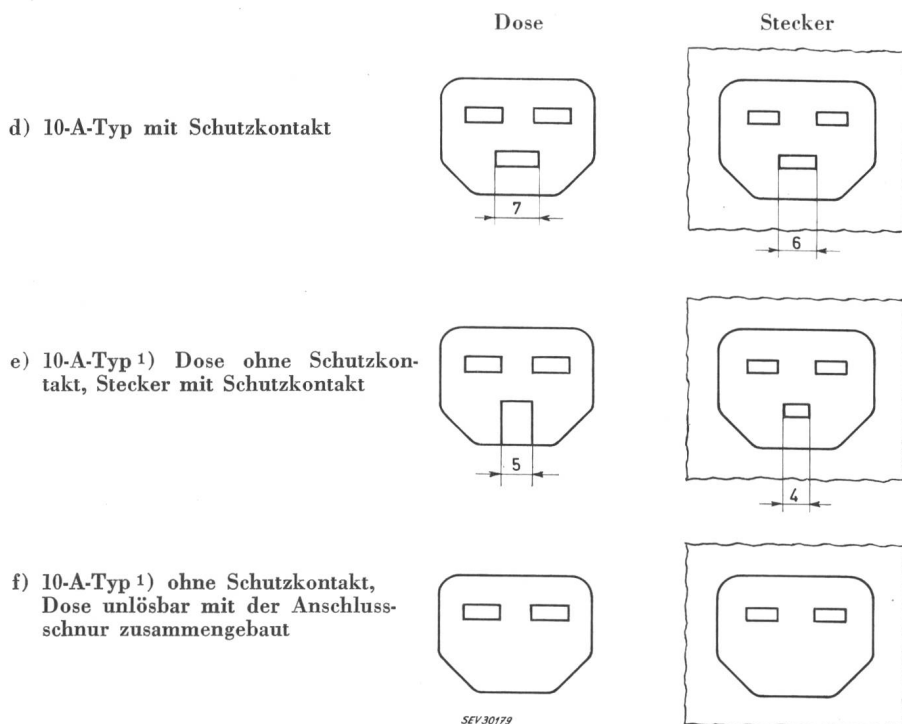 Dose Stecker
d) 10-A-Typ mit Schutzkontakt
7
6
e) 10-A-Typ 1) Dose ohne Schutzkon-
takt, Stecker mit Schutzkontakt
5
4
f) 10-A-Typ 1) ohne Schutzkontakt,
Dose unlösbar mit der Anschluss-
schnur zusammengebaut
SEV30179